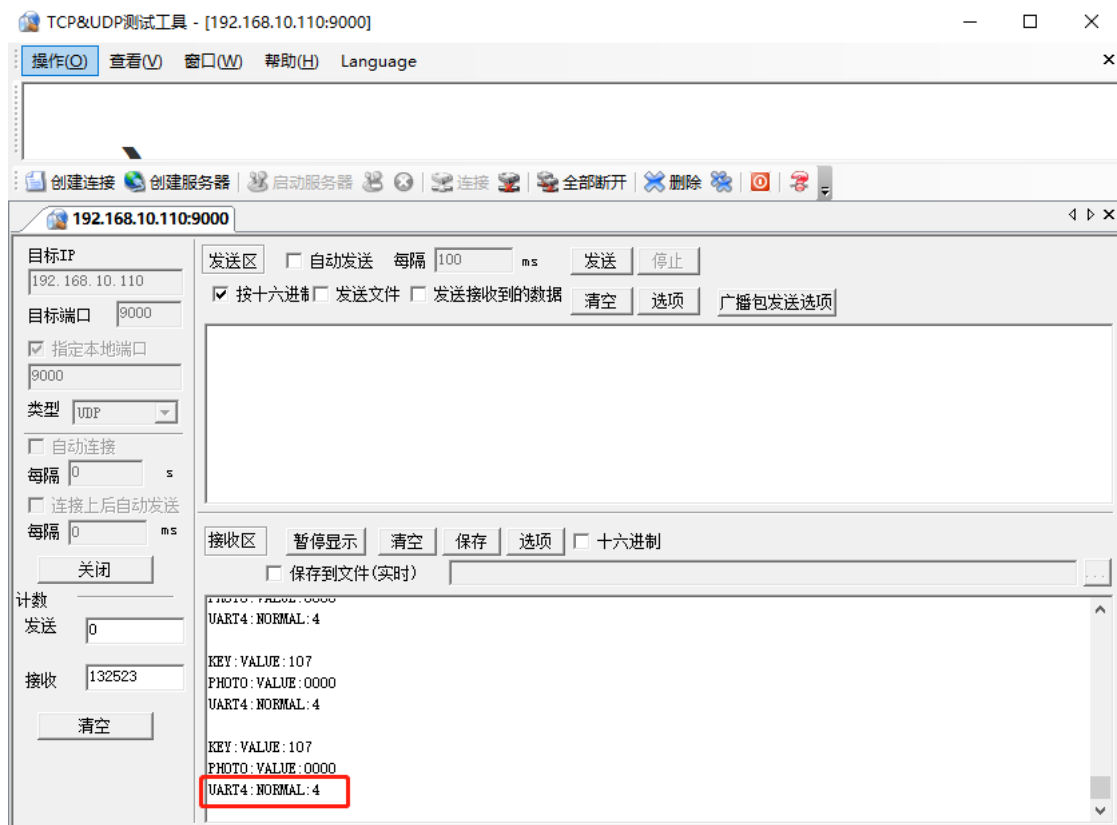 TCP&UDP测试工具 - [192.168.10.110:9000]
操作(O) 查看(V) 窗口(W) 帮助(H) Language
创建连接 创建服务器 启动服务器 连接 全部断开 删除
192.168.10.110:9000
目标IP
192.168.10.110
目标端口 9000
指定本地端口
9000
类型 UDP
自动连接
每隔 0 s
连接上后自动发送
每隔 0 ms
关闭
计数
发送 0
接收 132523
清空
发送区 自动发送 每隔 100 ms 发送 停止
按十六进制 发送文件 发送接收到的数据 清空 选项 广播包发送选项
接收区 暂停显示 清空 保存 选项 十六进制
保存到文件(实时) ...
PHOTO:VALUE:0000
UART4:NORMAL:4
KEY:VALUE:107
PHOTO:VALUE:0000
UART4:NORMAL:4
KEY:VALUE:107
PHOTO:VALUE:0000
UART4:NORMAL:4